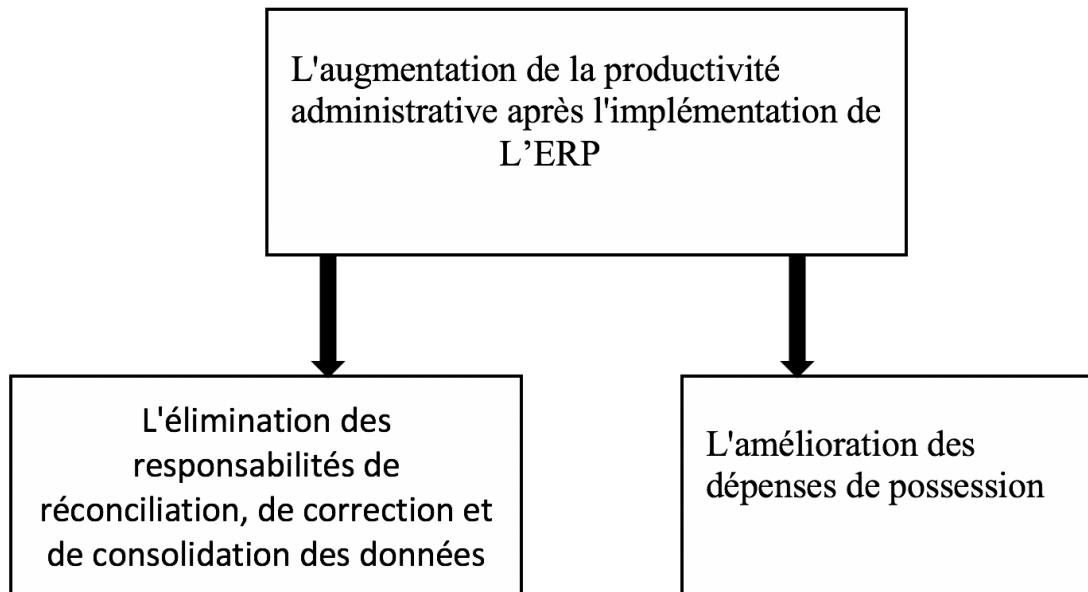 L'augmentation de la productivité
administrative après l'implémentation de
L’ERP
L'élimination des
responsabilités de
réconciliation, de correction et
de consolidation des données
L'amélioration des
dépenses de possession